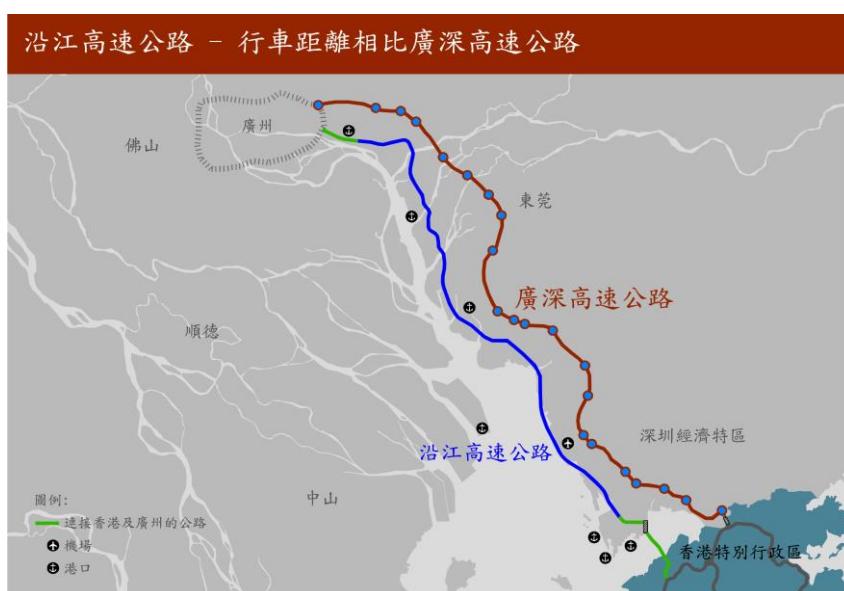 沿江高速公路 - 行車距離相比廣深高速公路
廣州
佛山
東莞
廣深高速公路
順德
深圳經濟特區
沿江高速公路
中山
圖例:
連接香港及廣州的公路
機場
港口
香港特別行政區